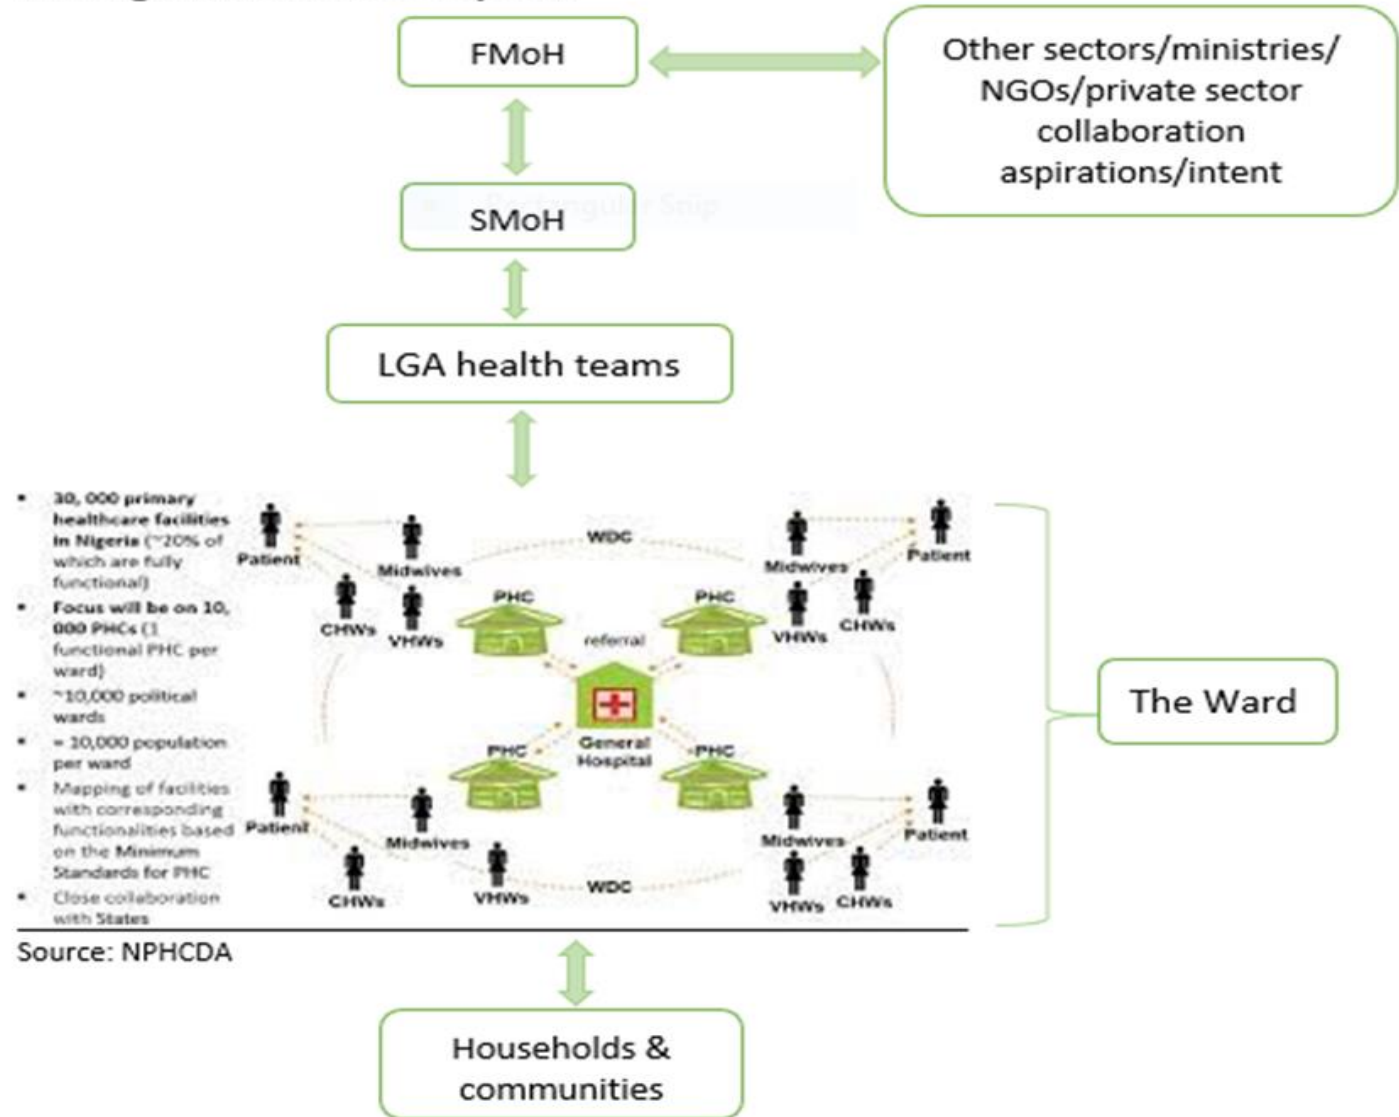 FMoH
Other sectors/ministries/
NGOs/private sector
collaboration
aspirations/intent
Rectangular Snip
SMoH
LGA health teams
30, 000 primary
healthcare facilities
in Nigeria (~20% of
which are fully
functional)
Focus will be on 10,
000 PHCs (1
functional PHC per
ward)
~10,000 political
wards
= 10,000 population
per ward
Mapping of facilities
with corresponding
functionalities based
on the Minimum
Standards for PHC
Close collaboration
with States
Patient
Midwives
CHWs
VHWs
WDC
PHC
PHC
referral
Midwives
Patient
VHWs
CHWs
General
Hospital
PHC
PHC
Patient
Midwives
CHWs
VHWs
WDC
Midwives
Patient
VHWs
CHWs
The Ward
Source: NPHCDA
Households &
communities